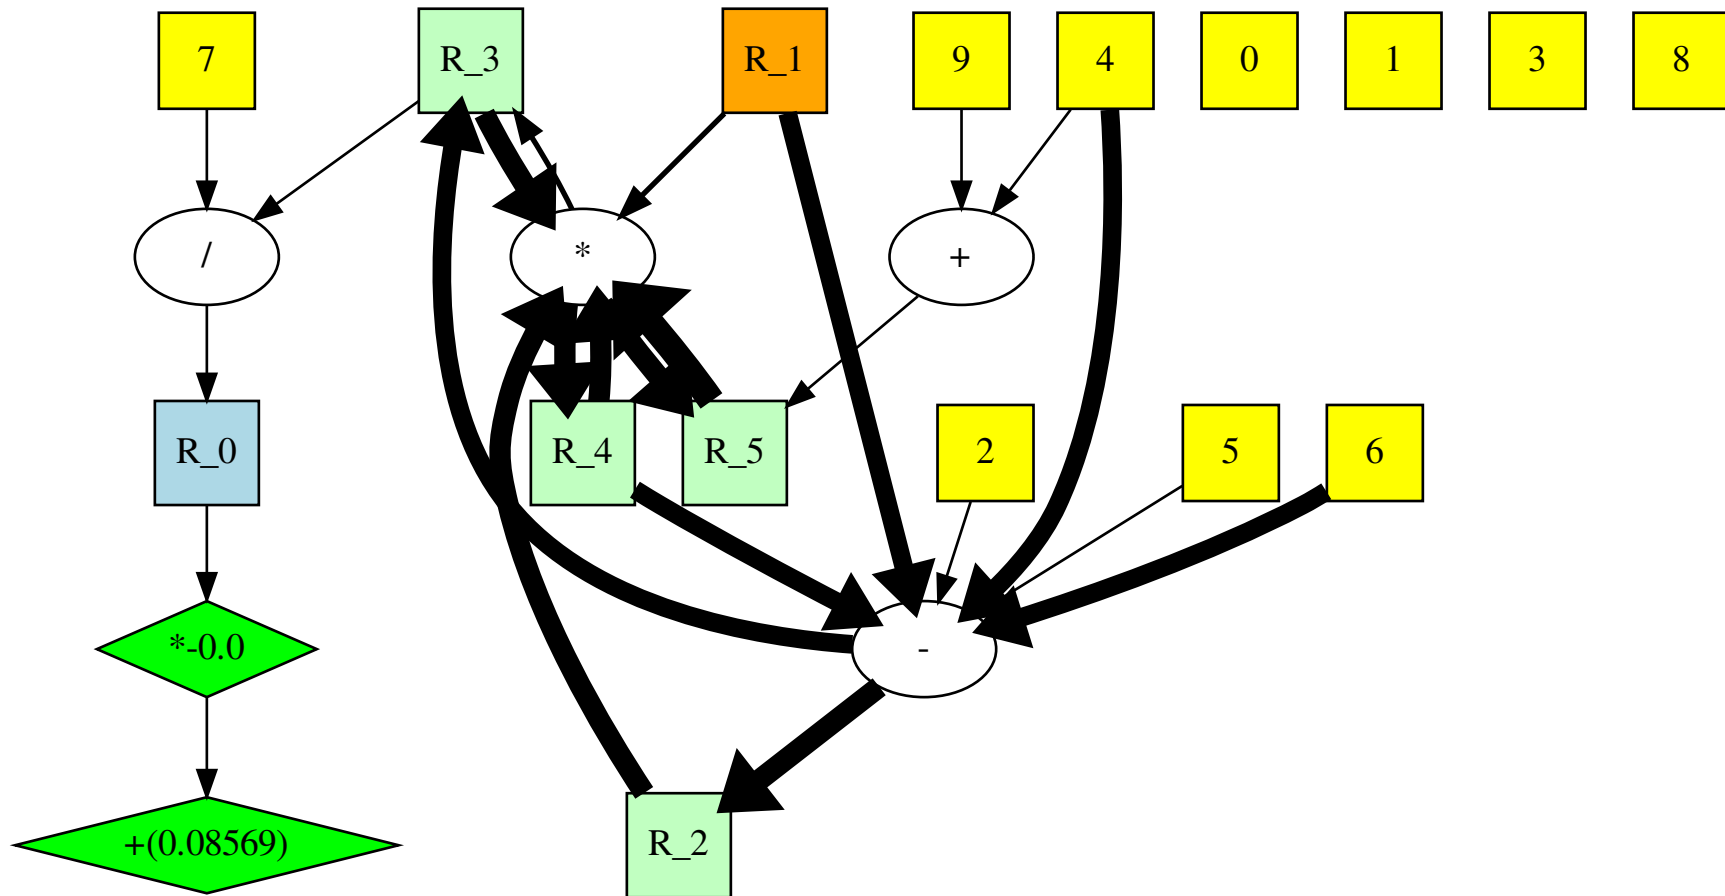 7 R_3 R_1 9 4 0 1 3 8
/ * +
R_0 R_4 R_5 2 5 6
*-0.0 -
+(0.08569) R_2